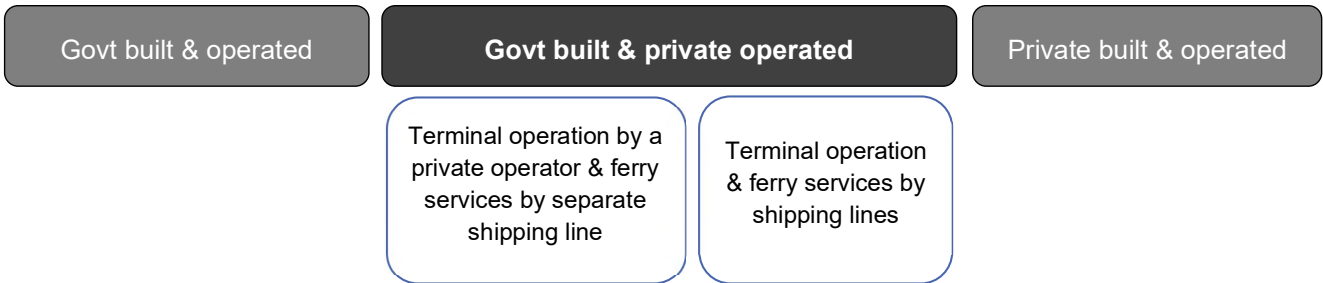 Govt built & operated
Govt built & private operated
Private built & operated
Terminal operation by a
private operator & ferry
services by separate
shipping line
Terminal operation
& ferry services by
shipping lines